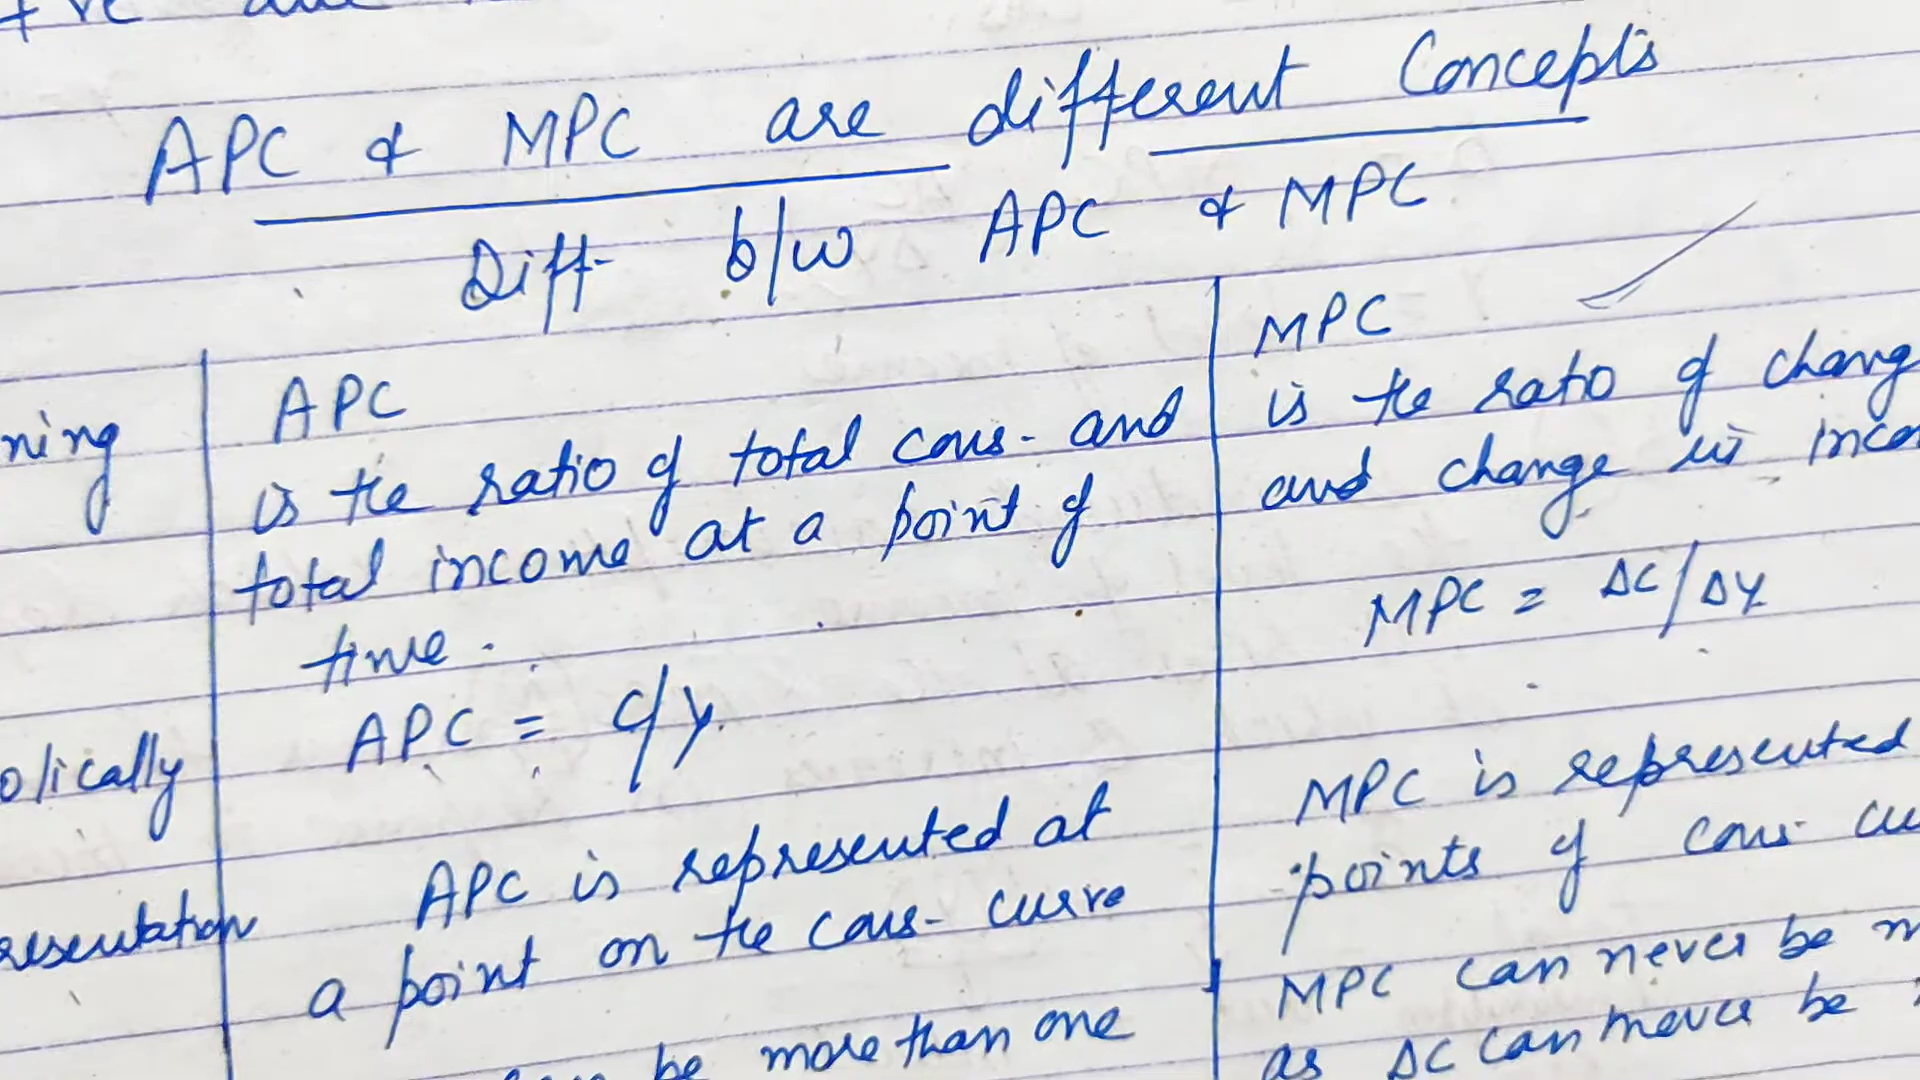 +ve
APC & MPC are different Concepts
Diff b/w APC & MPC
APC
MPC
ning
is the ratio of total cons- and
is the ratio of chang
total income at a point of
and change in inco
time.
MPC = ΔC/ΔY
olically
APC = C/Y.
APC is represented at
MPC is represented
resentation
a point on the cons- curve
points of cons- cu
be more than one
MPC can never be m
as ΔC can never be